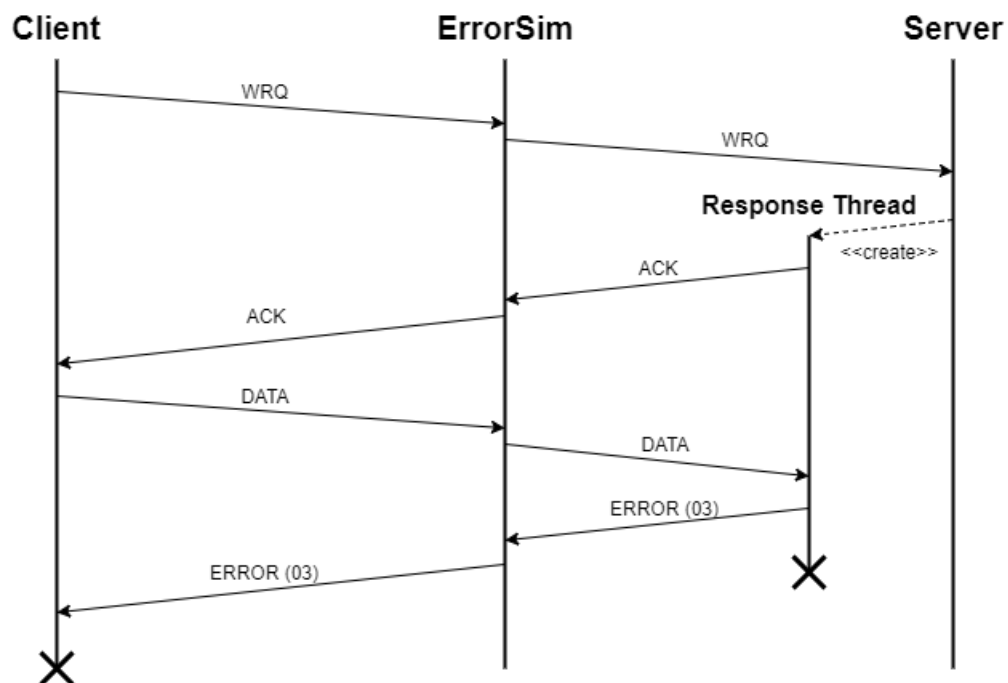 Client
ErrorSim
Server
WRQ
WRQ
Response Thread
<<create>>
ACK
ACK
DATA
DATA
ERROR (03)
ERROR (03)